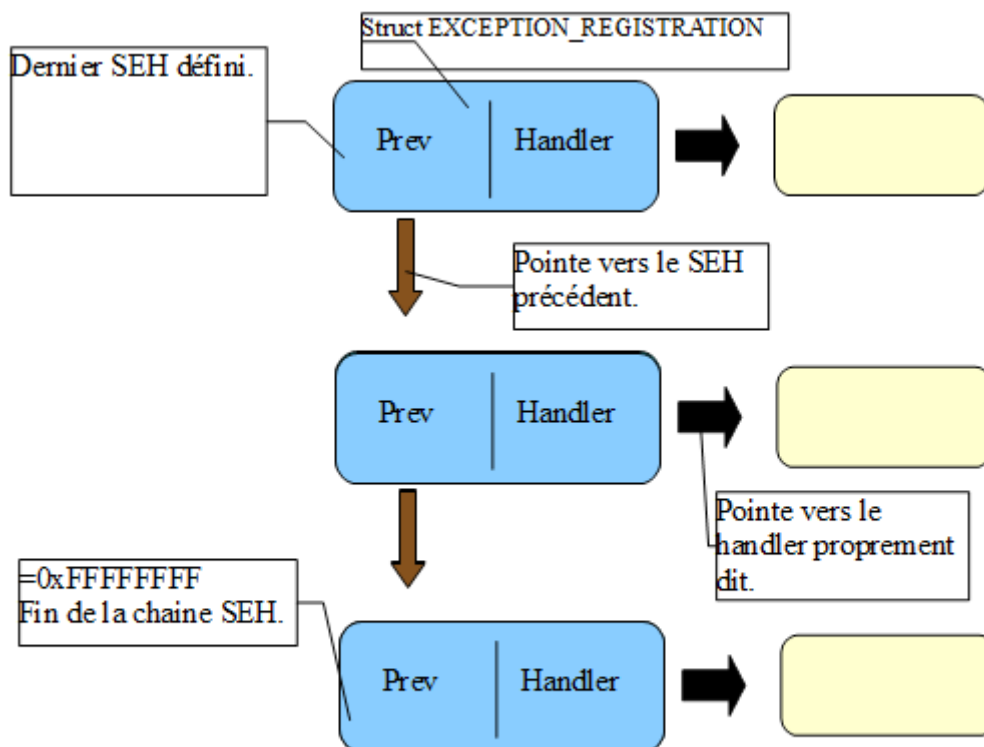 Struct EXCEPTION_REGISTRATION
Dernier SEH défini.
Prev
Handler
Pointe vers le SEH
précédent.
Prev
Handler
Pointe vers le
handler proprement
dit.
=0xFFFFFFFF
Fin de la chaine SEH.
Prev
Handler